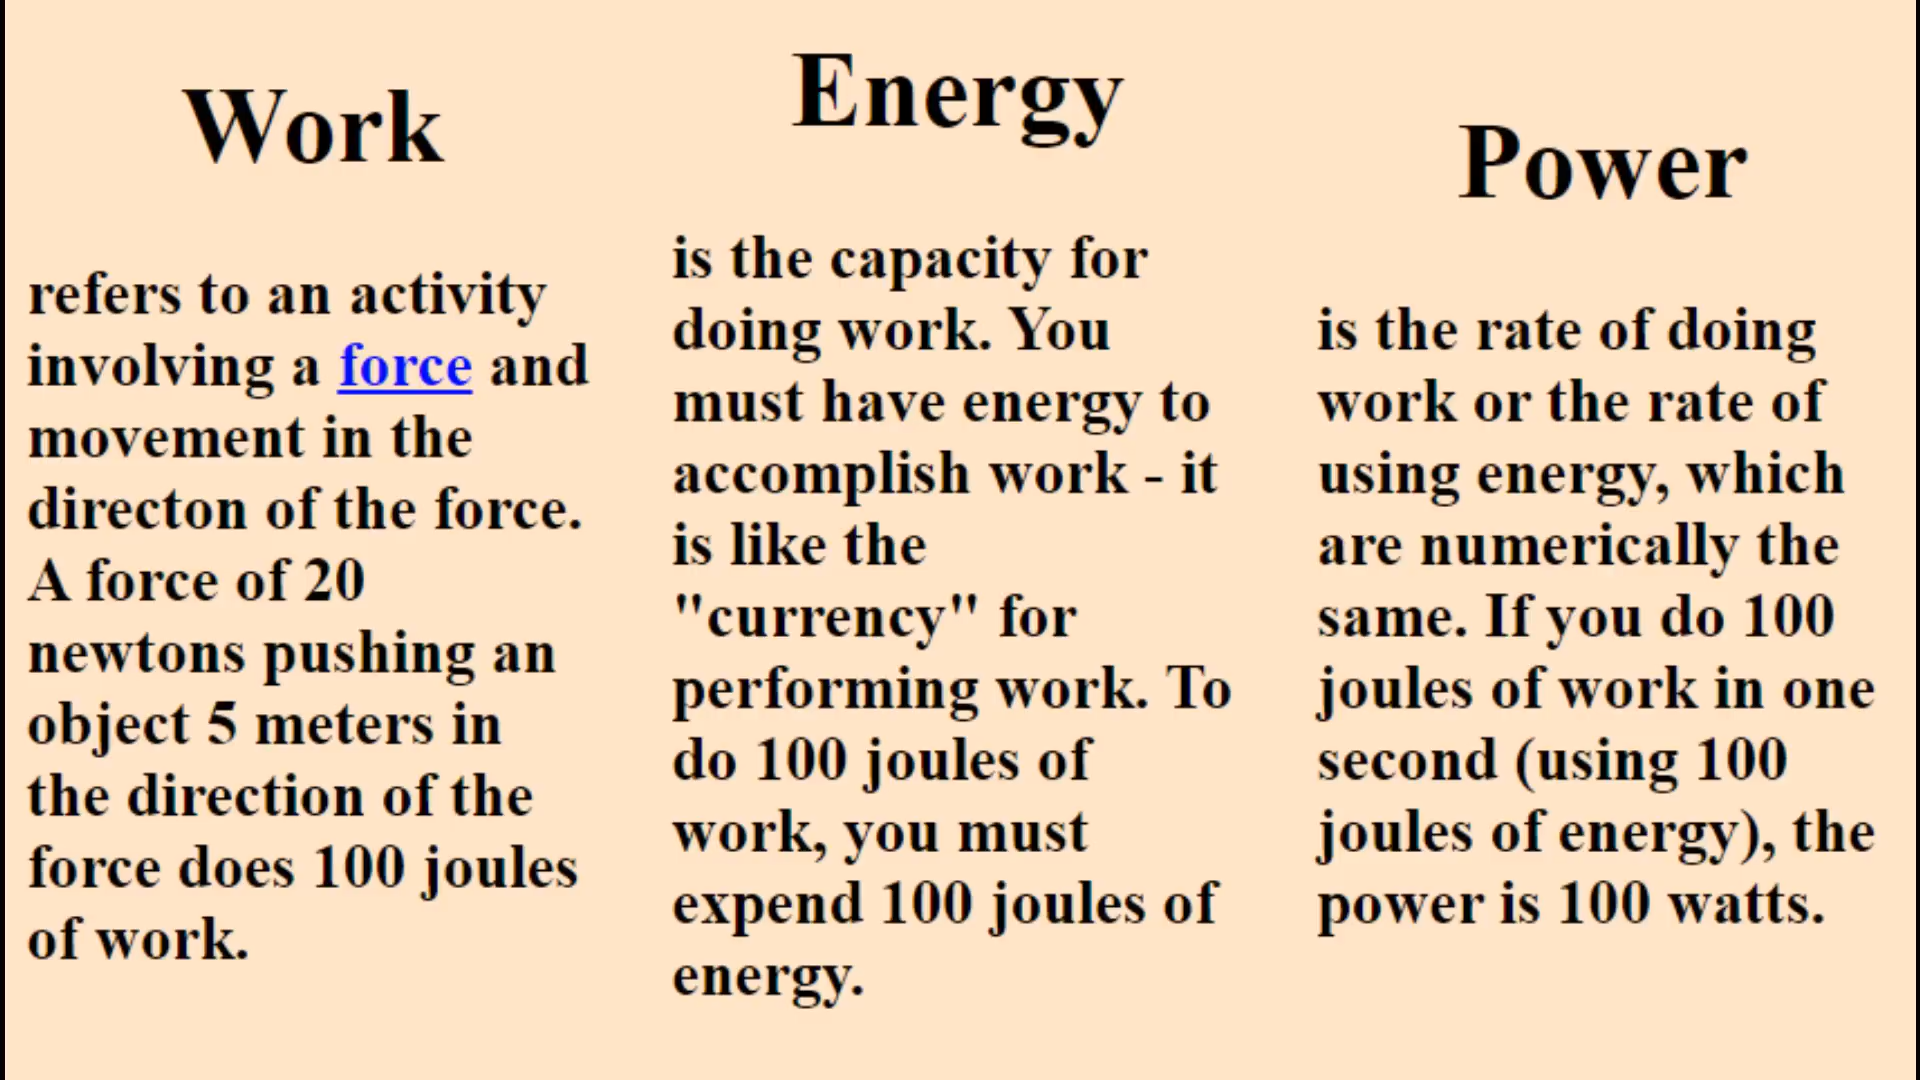 Work
refers to an activity
involving a force and
movement in the
directon of the force.
A force of 20
newtons pushing an
object 5 meters in
the direction of the
force does 100 joules
of work.
Energy
is the capacity for
doing work. You
must have energy to
accomplish work - it
is like the
"currency" for
performing work. To
do 100 joules of
work, you must
expend 100 joules of
energy.
Power
is the rate of doing
work or the rate of
using energy, which
are numerically the
same. If you do 100
joules of work in one
second (using 100
joules of energy), the
power is 100 watts.